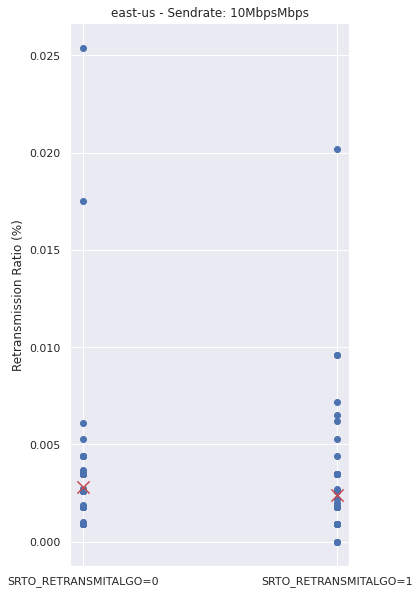 east-us - Sendrate: 10MbpsMbps
Retransmission Ratio (%)
0.025
0.020
0.015
0.010
0.005
0.000
SRTO_RETRANSMITALGO=0
SRTO_RETRANSMITALGO=1